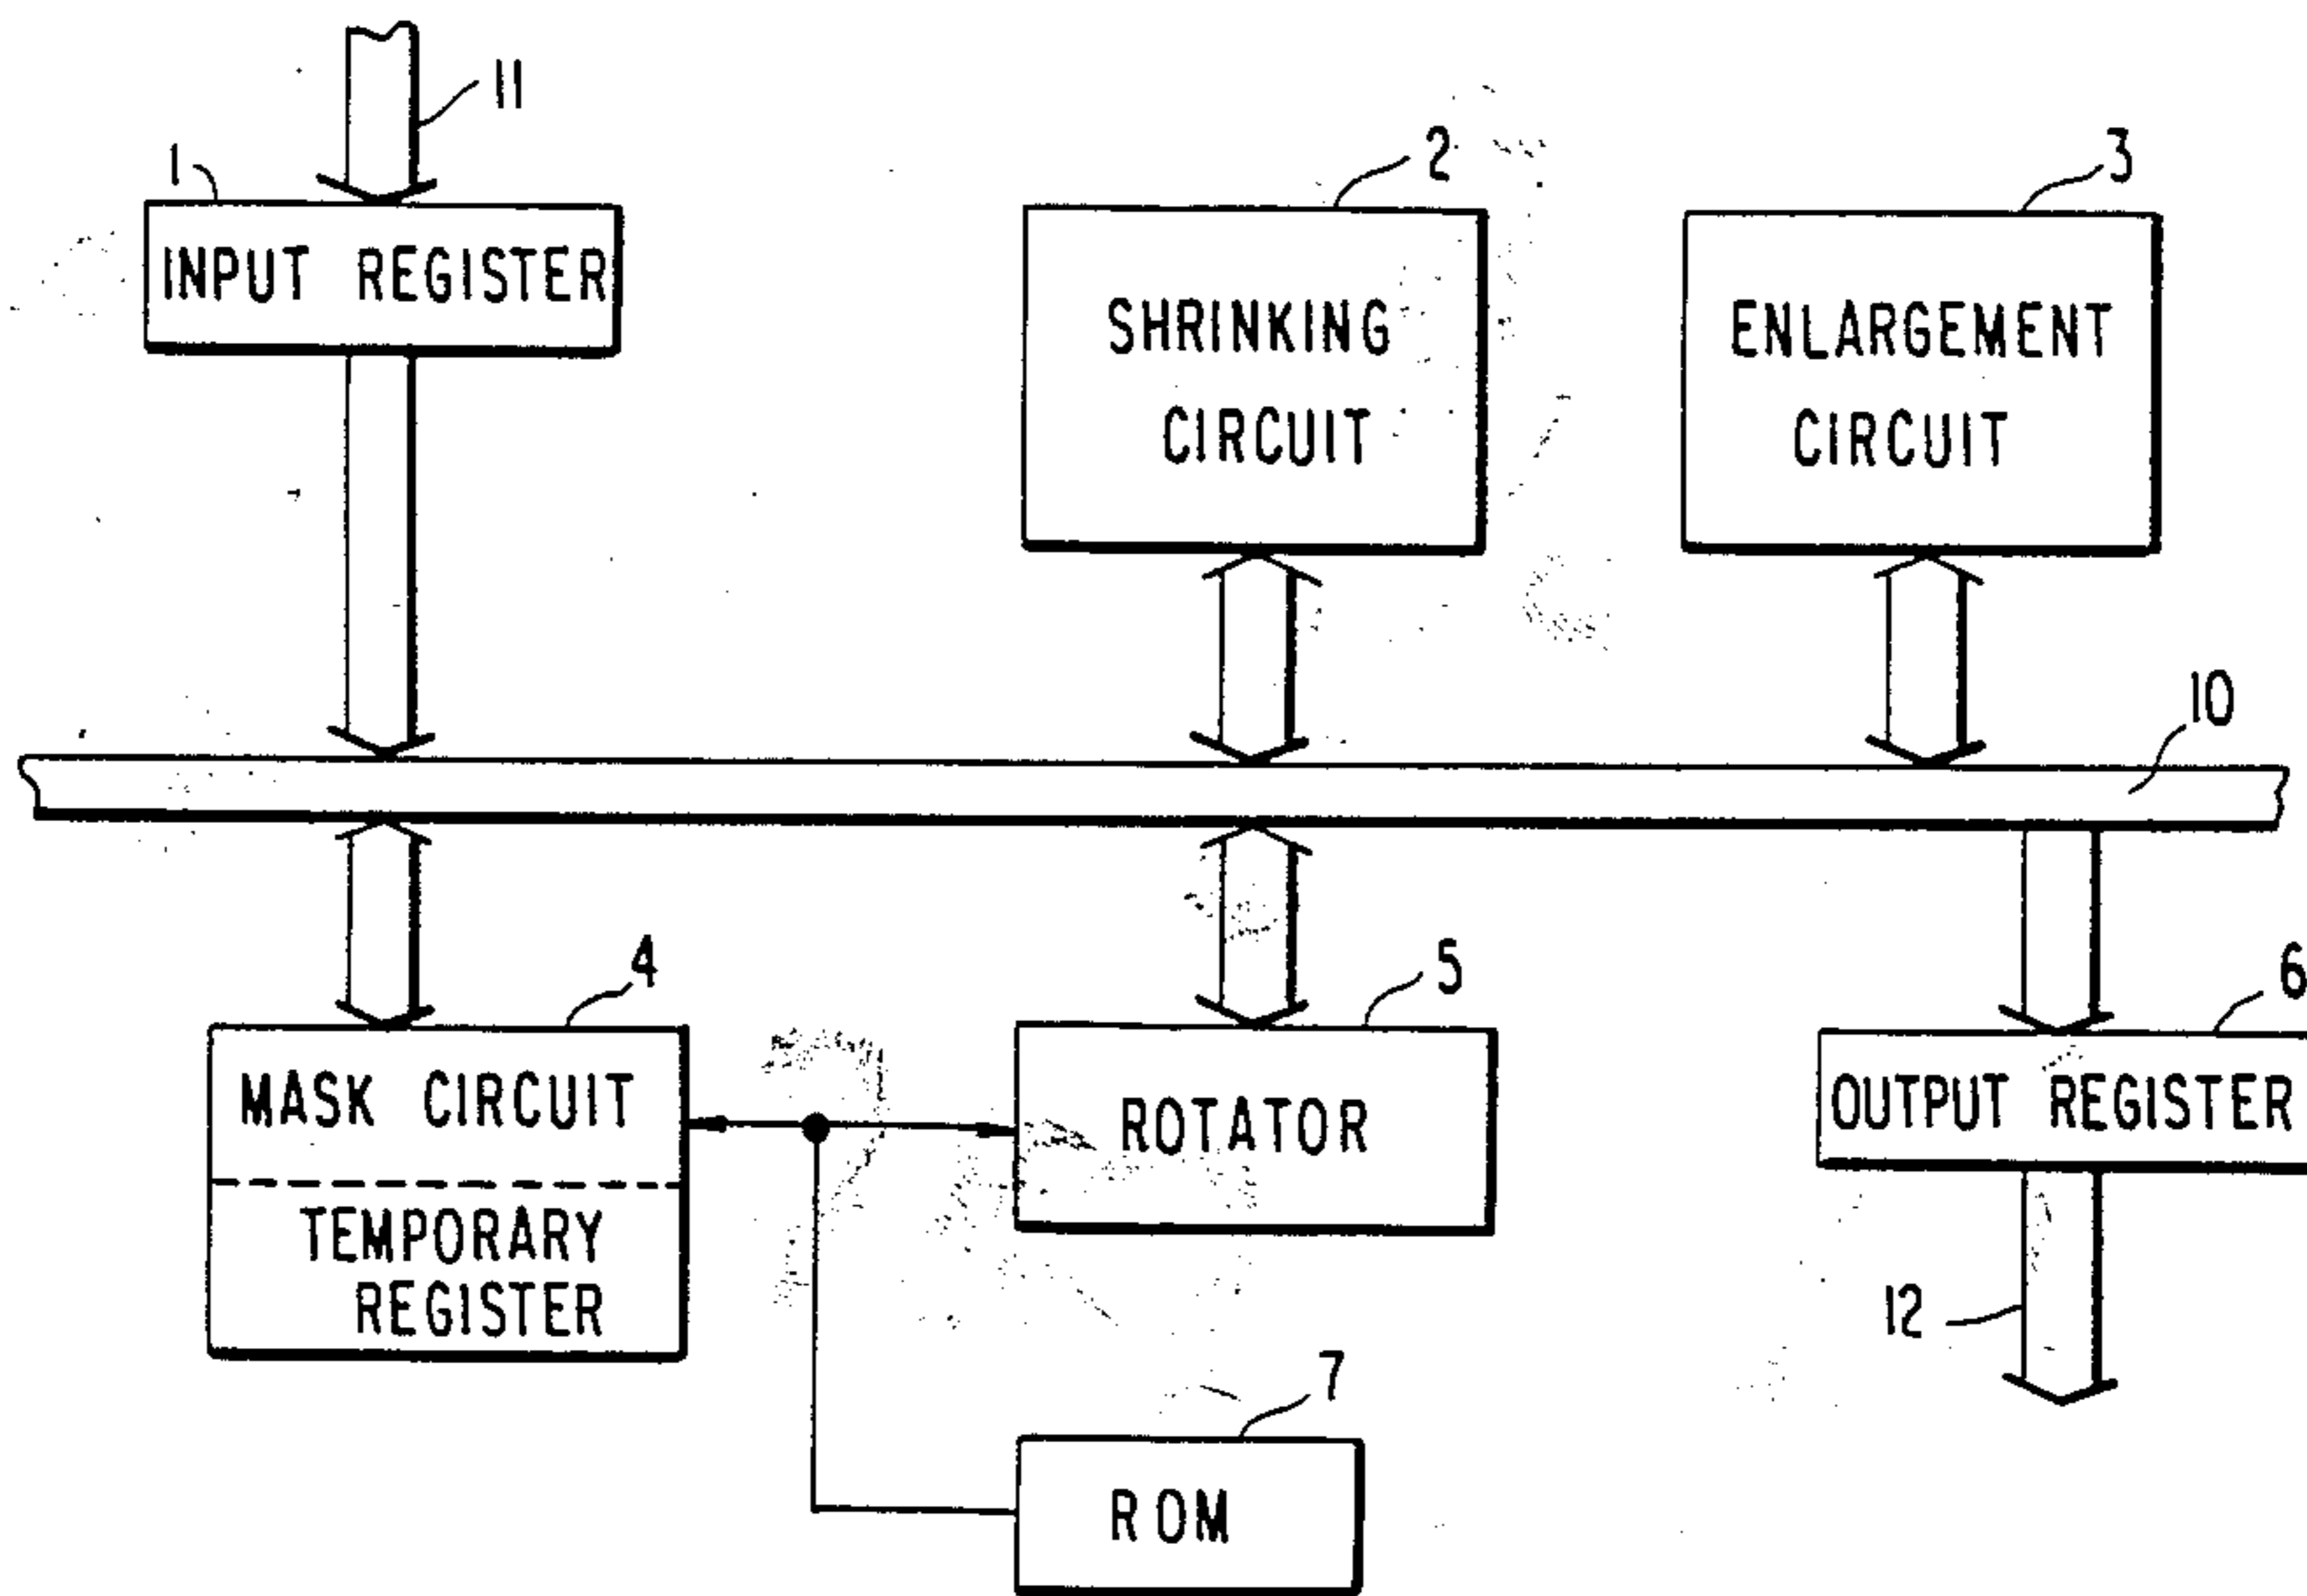 11
1
INPUT REGISTER
2
SHRINKING
CIRCUIT
3
ENLARGEMENT
CIRCUIT
10
4
MASK CIRCUIT
TEMPORARY
REGISTER
5
ROTATOR
6
OUTPUT REGISTER
12
7
ROM